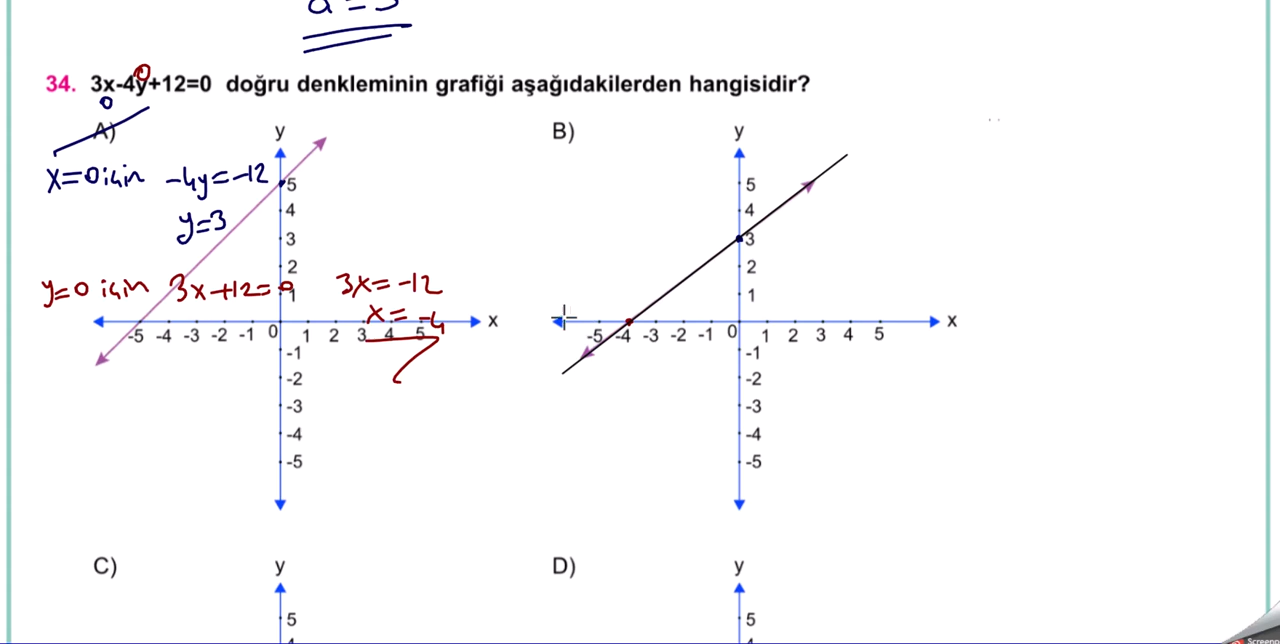 a=3
34. 3x-4y+12=0 doğru denkleminin grafiği aşağıdakilerden hangisidir?
0
0
A)
x=0 için -4y=-12
y=3
y=0 için 3x+12=0 3x=-12
x=-4
y
5
4
3
2
1
-5 -4 -3 -2 -1 0 1 2 3 4 5 x
-1
-2
-3
-4
-5
B)
y
5
4
3
2
1
-5 -4 -3 -2 -1 0 1 2 3 4 5 x
-1
-2
-3
-4
-5
C)
y
5
4
D)
y
5